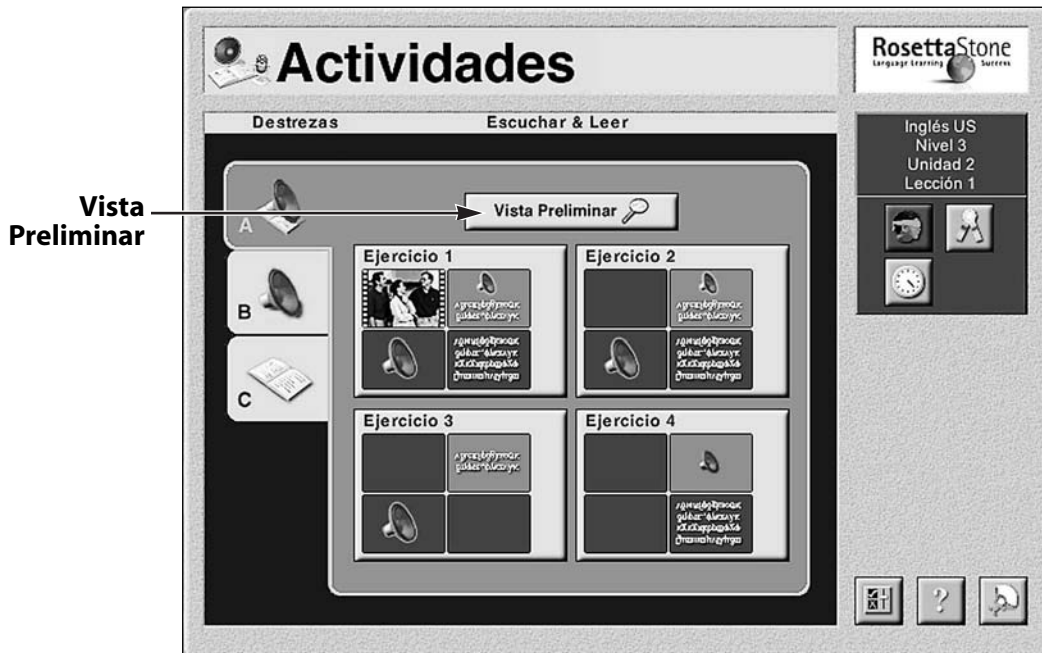 Actividades
RosettaStone
Language Learning Success
Destrezas
Escuchar & Leer
Inglés US
Nivel 3
Unidad 2
Lección 1
Vista
Preliminar
Vista Preliminar
A
B
C
Ejercicio 1
Ejercicio 2
Ejercicio 3
Ejercicio 4
?